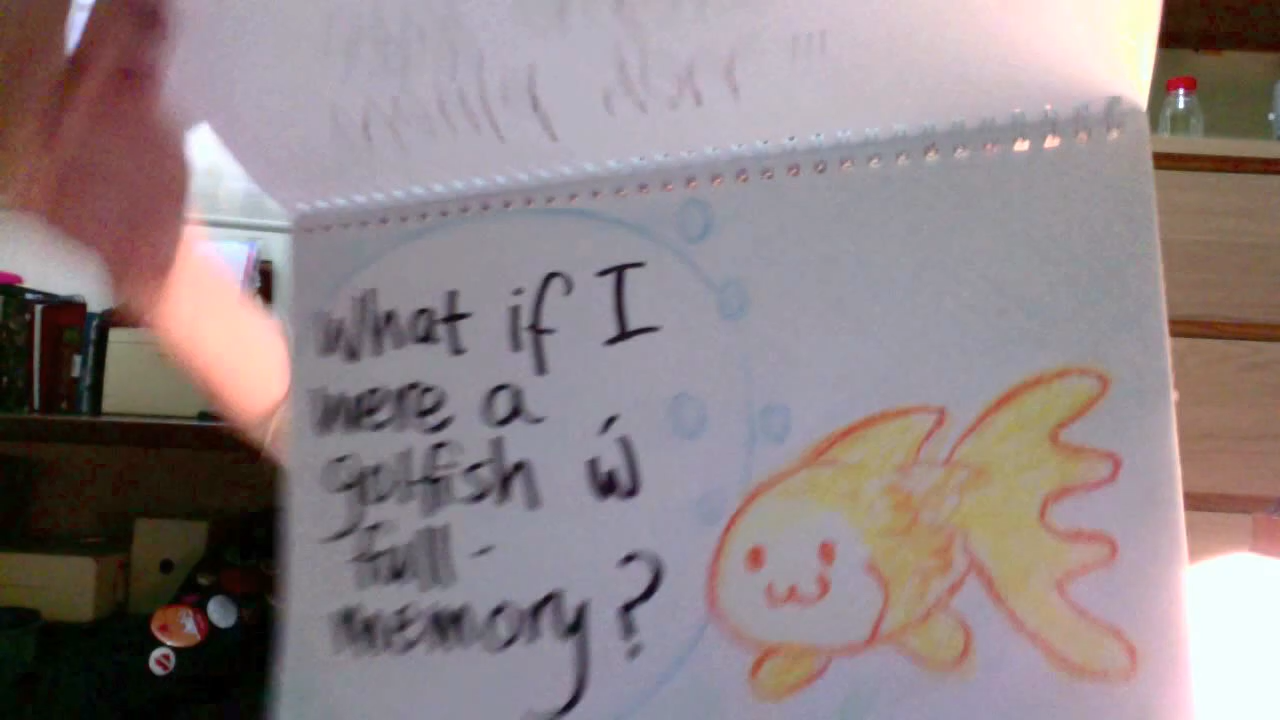 What if I
were a
golfish ẃ
full-
memory?